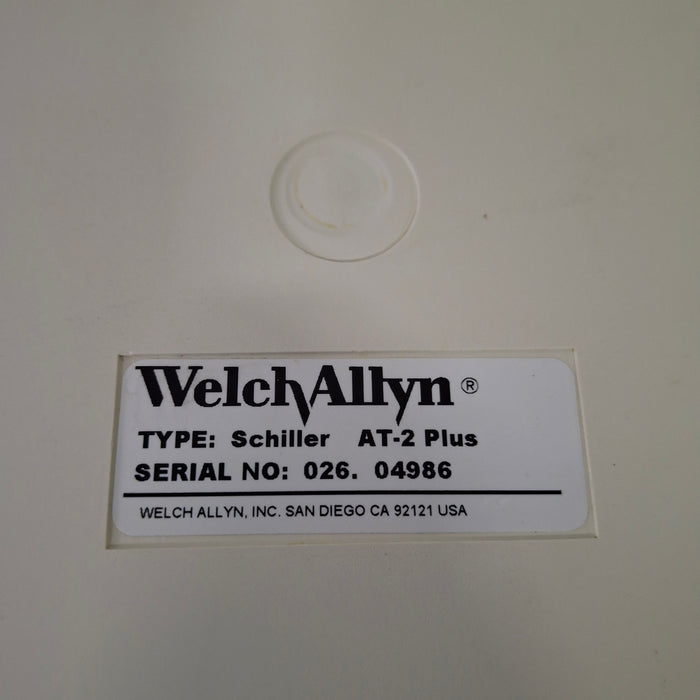 WelchAllyn®
TYPE: Schiller AT-2 Plus
SERIAL NO: 026. 04986
WELCH ALLYN, INC. SAN DIEGO CA 92121 USA